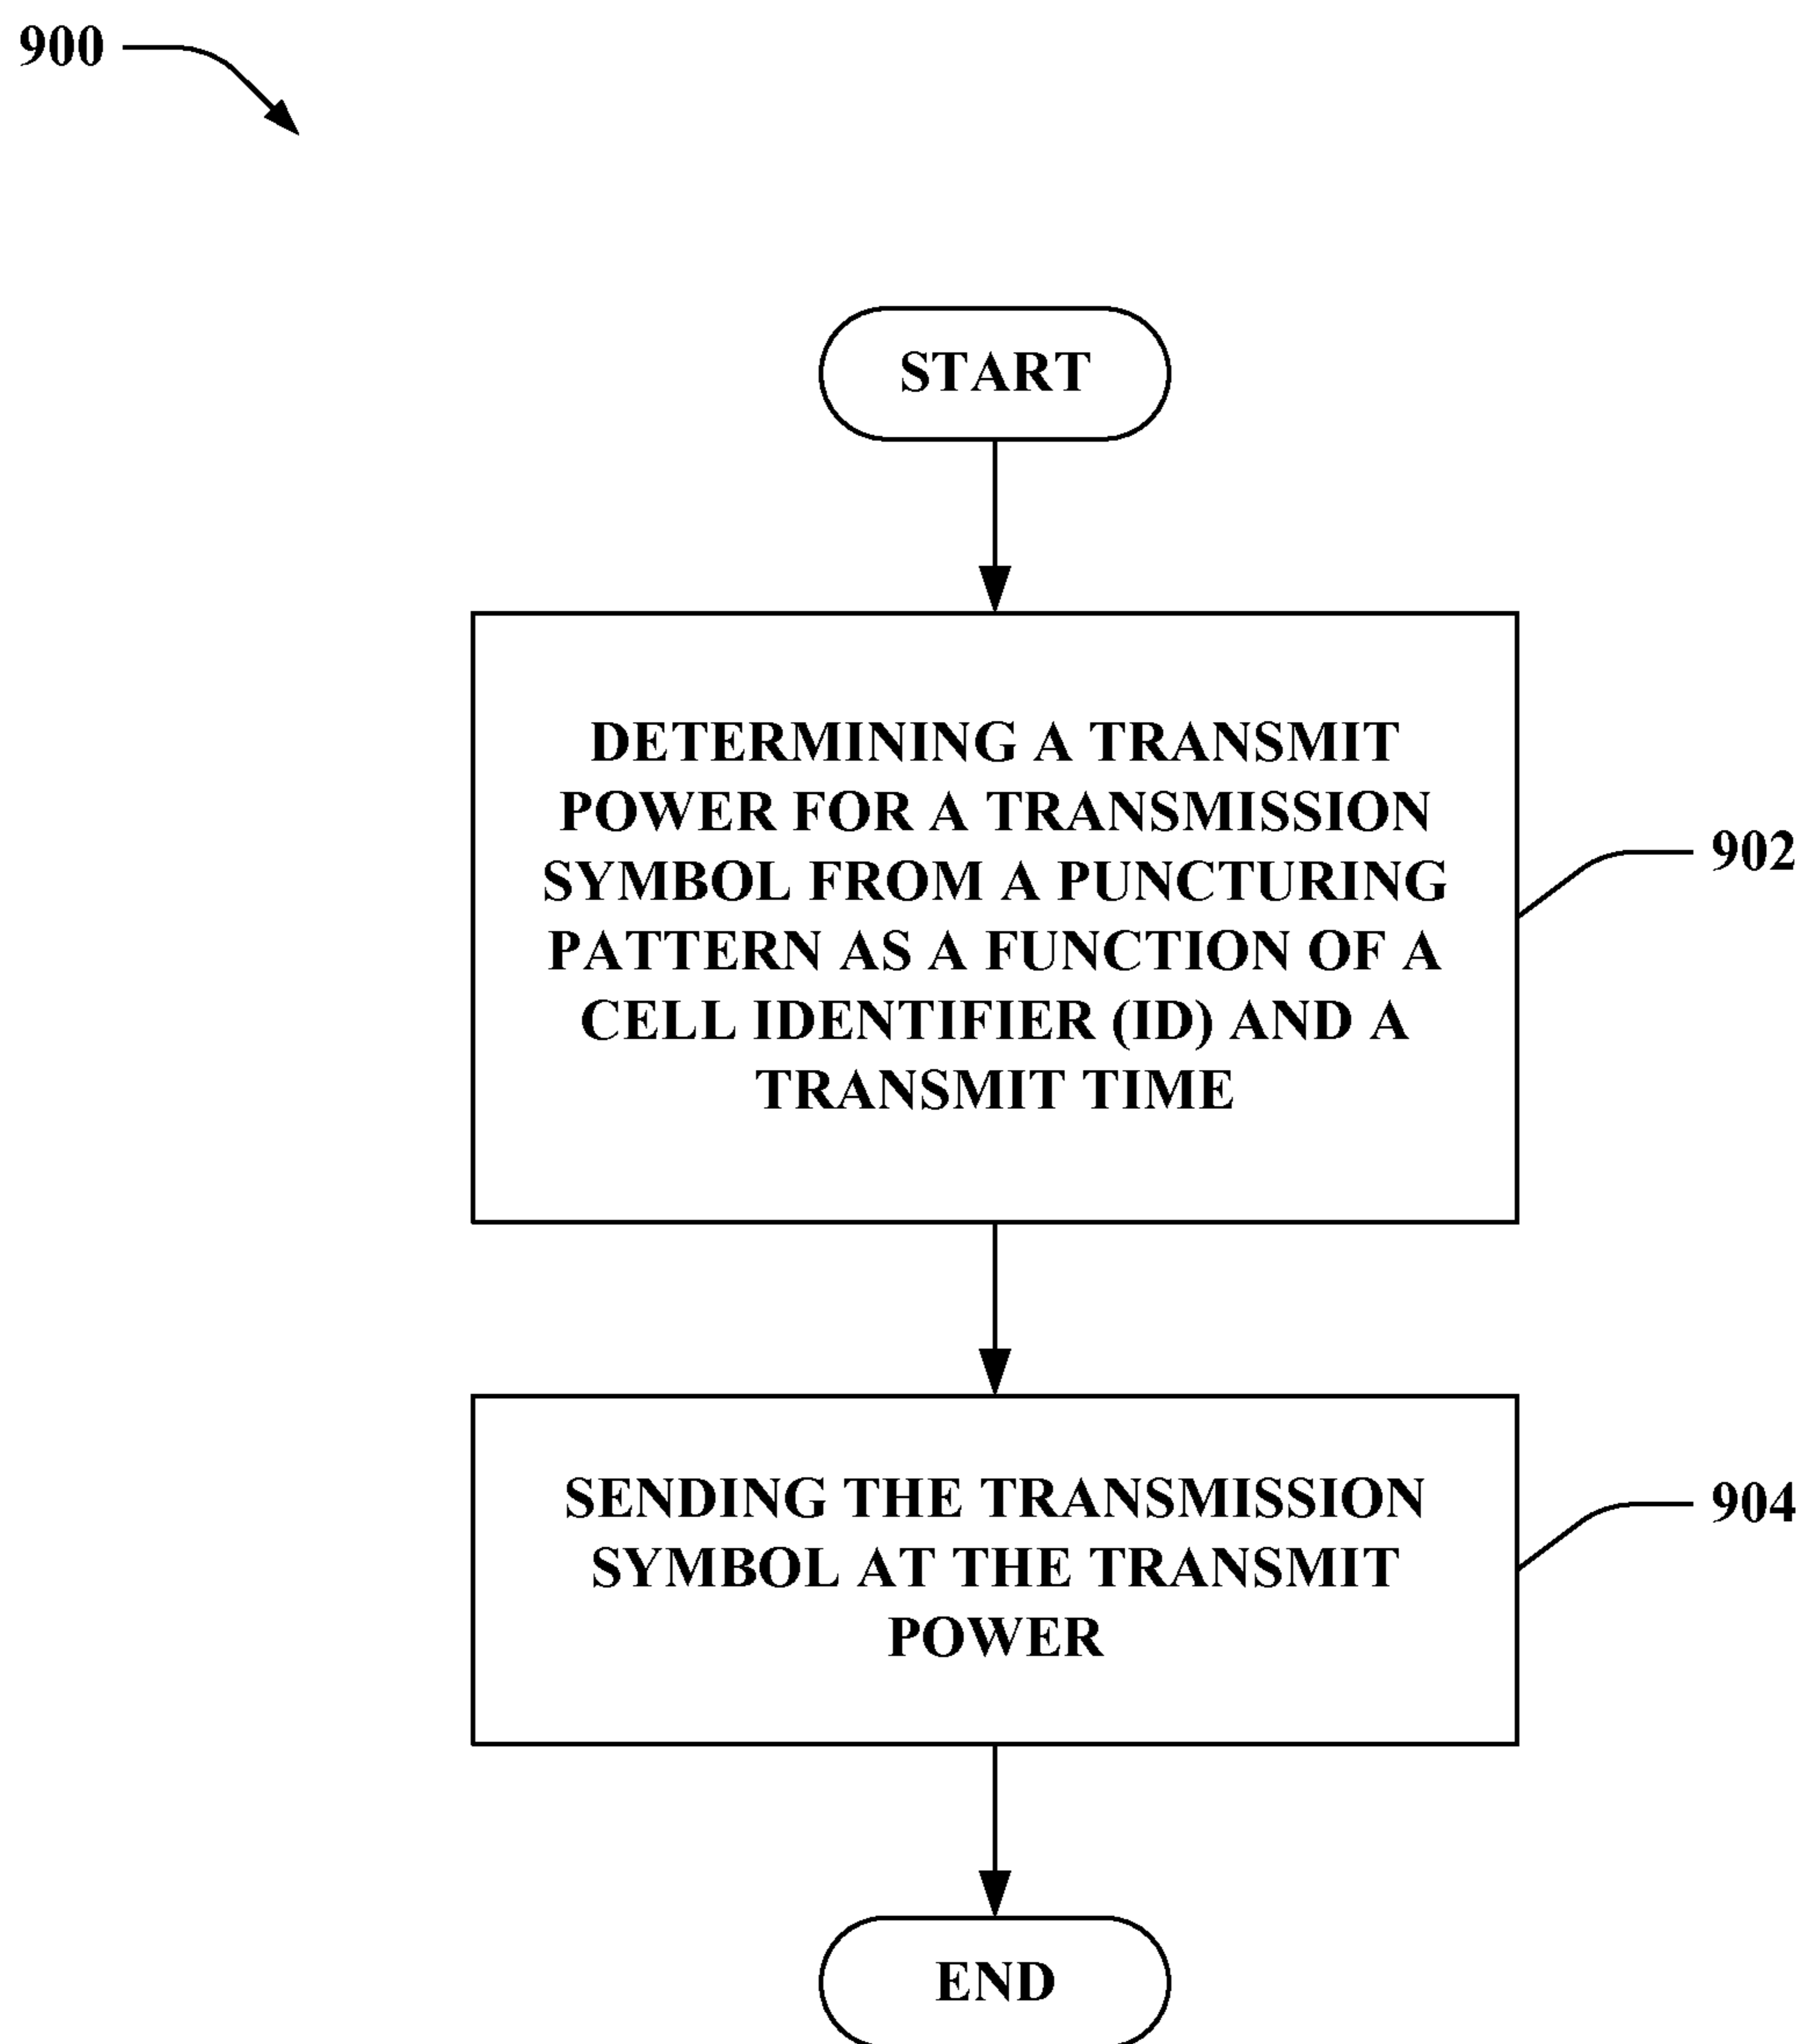 900
START
DETERMINING A TRANSMIT
POWER FOR A TRANSMISSION
SYMBOL FROM A PUNCTURING
PATTERN AS A FUNCTION OF A
CELL IDENTIFIER (ID) AND A
TRANSMIT TIME
902
SENDING THE TRANSMISSION
SYMBOL AT THE TRANSMIT
POWER
904
END